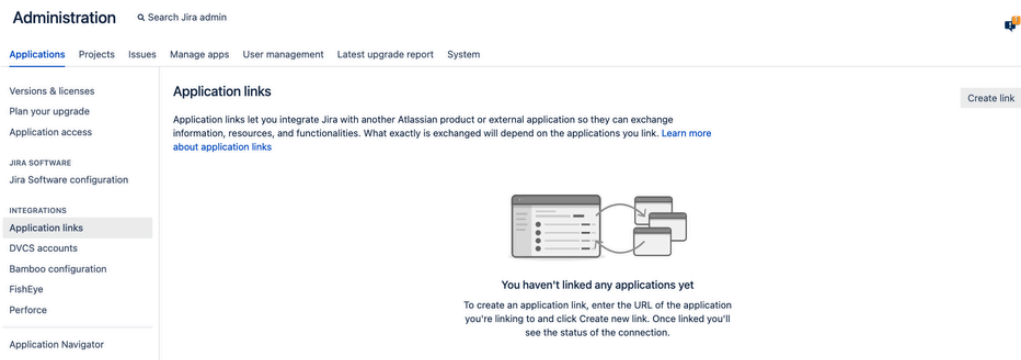 Administration
Search Jira admin
Applications Projects Issues Manage apps User management Latest upgrade report System
Versions & licenses
Plan your upgrade
Application access
JIRA SOFTWARE
Jira Software configuration
INTEGRATIONS
Application links
DVCS accounts
Bamboo configuration
FishEye
Perforce
Application Navigator
Application links
Create link
Application links let you integrate Jira with another Atlassian product or external application so they can exchange
information, resources, and functionalities. What exactly is exchanged will depend on the applications you link. Learn more
about application links
You haven't linked any applications yet
To create an application link, enter the URL of the application
you're linking to and click Create new link. Once linked you'll
see the status of the connection.